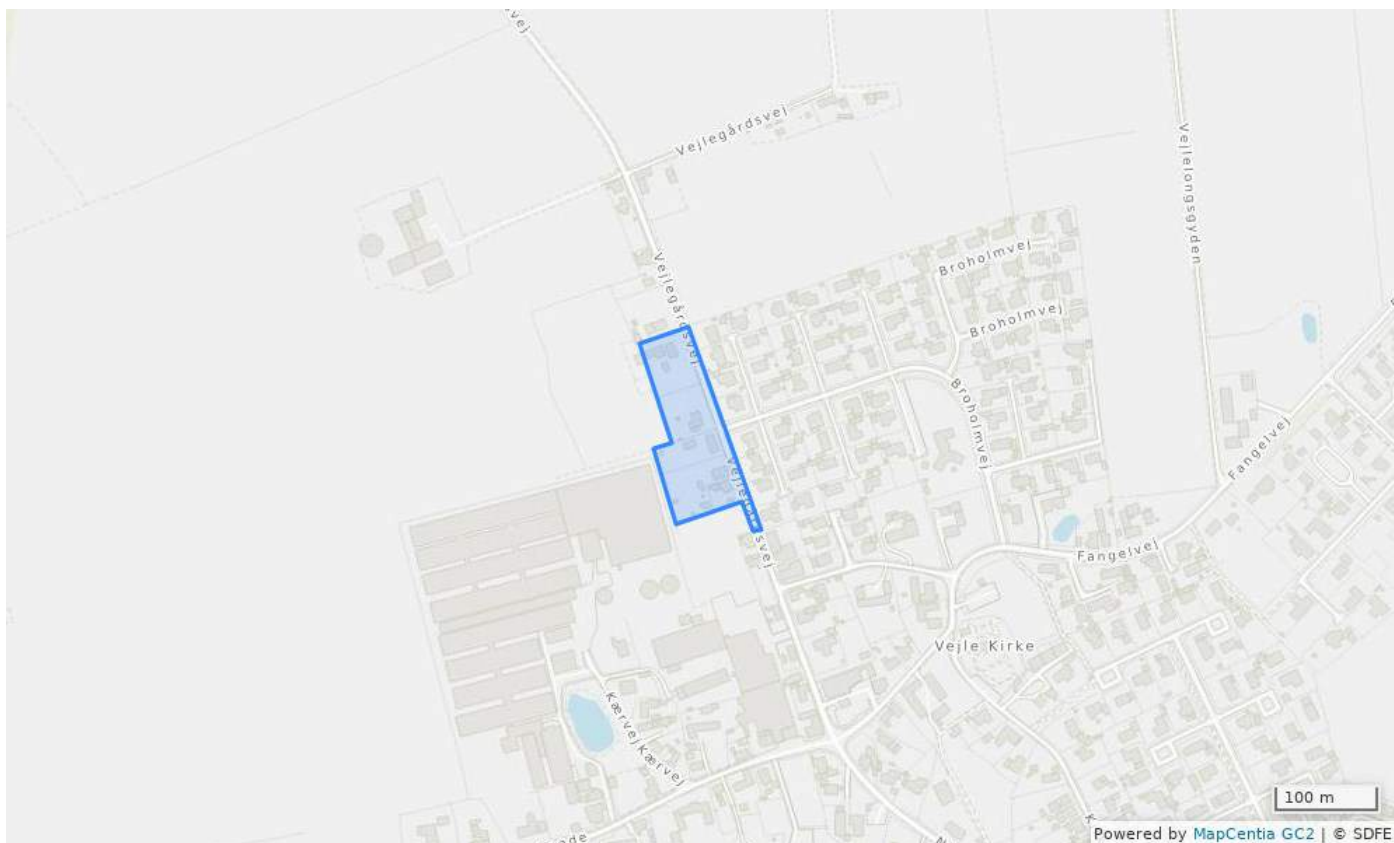 svej
Vejlegårdsvej
Vejlelongsgyden
Vejlegårdsvej
Broholmvej
Broholmvej
Broholmvej
Fangelvej
Vejlegårdsvej
Fangelvej
Vejle Kirke
Kærvej
Kærvej
100 m
Powered by MapCentia GC2 | © SDFE